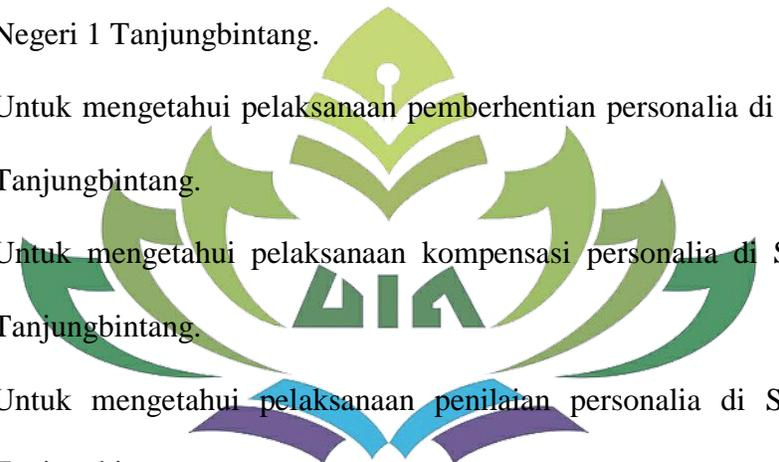 Negeri 1 Tanjungbintang.
Untuk mengetahui pelaksanaan pemberhentian personalia di
Tanjungbintang.
Untuk mengetahui pelaksanaan kompensasi personalia di S
Tanjungbintang.
UIN
Untuk mengetahui pelaksanaan penilaian personalia di S